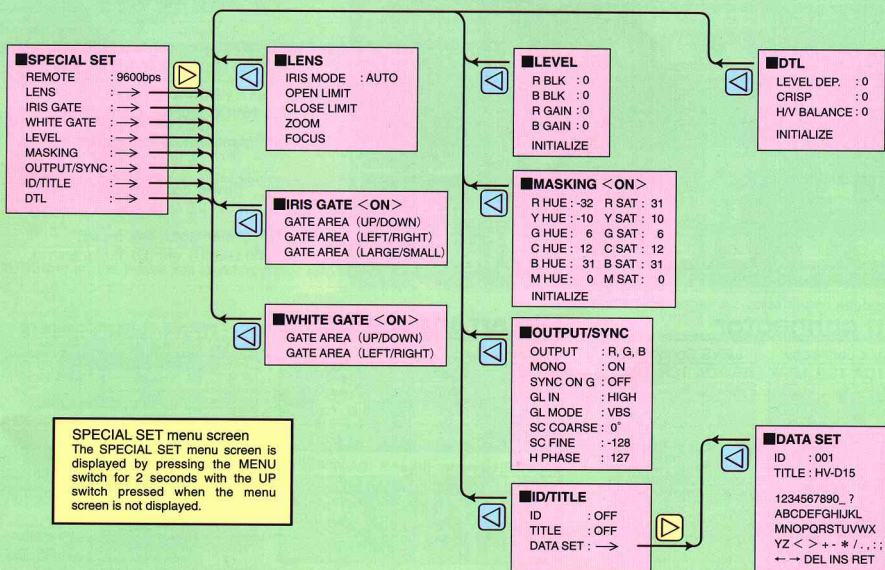 ■SPECIAL SET
REMOTE : 9600bps
LENS : →
IRIS GATE : →
WHITE GATE : →
LEVEL : →
MASKING : →
OUTPUT/SYNC : →
ID/TITLE : →
DTL : →
■LENS
IRIS MODE : AUTO
OPEN LIMIT
CLOSE LIMIT
ZOOM
FOCUS
■IRIS GATE <ON>
GATE AREA (UP/DOWN)
GATE AREA (LEFT/RIGHT)
GATE AREA (LARGE/SMALL)
■WHITE GATE <ON>
GATE AREA (UP/DOWN)
GATE AREA (LEFT/RIGHT)
■LEVEL
R BLK : 0
B BLK : 0
R GAIN : 0
B GAIN : 0
INITIALIZE
■MASKING <ON>
R HUE : -32 R SAT : 31
Y HUE : -10 Y SAT : 10
G HUE : 6 G SAT : 6
C HUE : 12 C SAT : 12
B HUE : 31 B SAT : 31
M HUE : 0 M SAT : 0
INITIALIZE
■OUTPUT/SYNC
OUTPUT : R, G, B
MONO : ON
SYNC ON G : OFF
GL IN : HIGH
GL MODE : VBS
SC COARSE : 0°
SC FINE : -128
H PHASE : 127
■ID/TITLE
ID : OFF
TITLE : OFF
DATA SET : →
■DTL
LEVEL DEP. : 0
CRISP : 0
H/V BALANCE : 0
INITIALIZE
■DATA SET
ID : 001
TITLE : HV-D15
1234567890_ ?
ABCDEFGHIJKL
MNOPQRSTUVWX
YZ < > + - * / . , : ;
← → DEL INS RET
SPECIAL SET menu screen
The SPECIAL SET menu screen is
displayed by pressing the MENU
switch for 2 seconds with the UP
switch pressed when the menu
screen is not displayed.